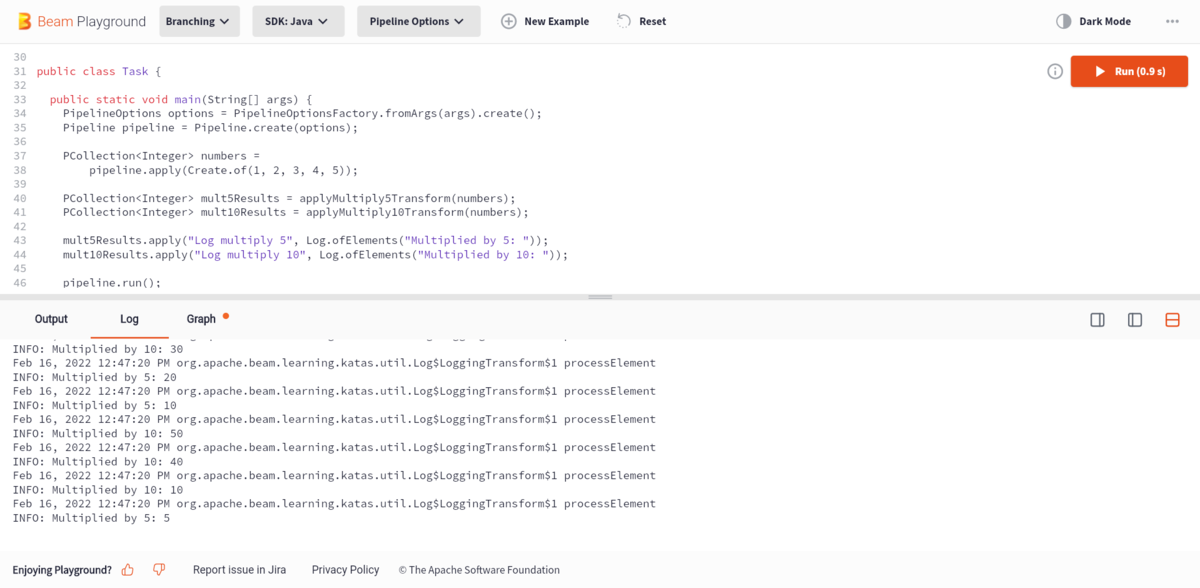 Beam Playground Branching SDK: Java Pipeline Options New Example Reset Dark Mode
30
31 public class Task {
Run (0.9 s)
32
33 public static void main(String[] args) {
34 PipelineOptions options = PipelineOptionsFactory.fromArgs(args).create();
35 Pipeline pipeline = Pipeline.create(options);
36
37 PCollection<Integer> numbers =
38 pipeline.apply(Create.of(1, 2, 3, 4, 5));
39
40 PCollection<Integer> mult5Results = applyMultiply5Transform(numbers);
41 PCollection<Integer> mult10Results = applyMultiply10Transform(numbers);
42
43 mult5Results.apply("Log multiply 5", Log.ofElements("Multiplied by 5: "));
44 mult10Results.apply("Log multiply 10", Log.ofElements("Multiplied by 10: "));
45
46 pipeline.run();
Output Log Graph
INFO: Multiplied by 10: 30
Feb 16, 2022 12:47:20 PM org.apache.beam.learning.katas.util.Log$LoggingTransform$1 processElement
INFO: Multiplied by 5: 20
Feb 16, 2022 12:47:20 PM org.apache.beam.learning.katas.util.Log$LoggingTransform$1 processElement
INFO: Multiplied by 5: 10
Feb 16, 2022 12:47:20 PM org.apache.beam.learning.katas.util.Log$LoggingTransform$1 processElement
INFO: Multiplied by 10: 50
Feb 16, 2022 12:47:20 PM org.apache.beam.learning.katas.util.Log$LoggingTransform$1 processElement
INFO: Multiplied by 10: 40
Feb 16, 2022 12:47:20 PM org.apache.beam.learning.katas.util.Log$LoggingTransform$1 processElement
INFO: Multiplied by 10: 10
Feb 16, 2022 12:47:20 PM org.apache.beam.learning.katas.util.Log$LoggingTransform$1 processElement
INFO: Multiplied by 5: 5
Enjoying Playground? Report issue in Jira Privacy Policy © The Apache Software Foundation